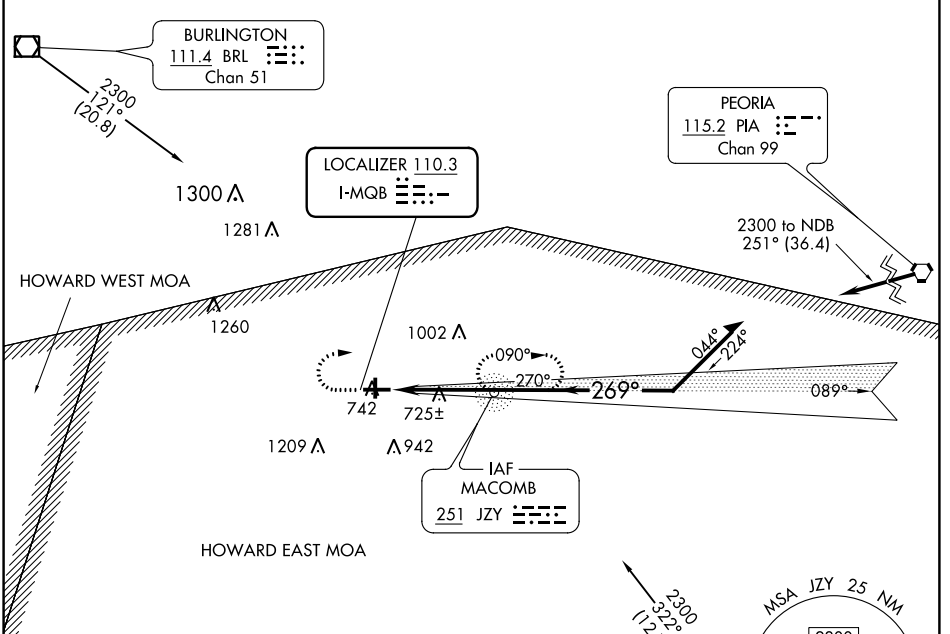 BURLINGTON
111.4 BRL
Chan 51
2300
121°
(20.8)
PEORIA
115.2 PIA
Chan 99
LOCALIZER 110.3
I-MQB
1300
1281
2300 to NDB
251° (36.4)
HOWARD WEST MOA
1260
1002
044°
224°
090°
270°
269°
089°
742
725±
1209
942
IAF
MACOMB
251 JZY
HOWARD EAST MOA
2300
322°
MSA JZY 25 NM